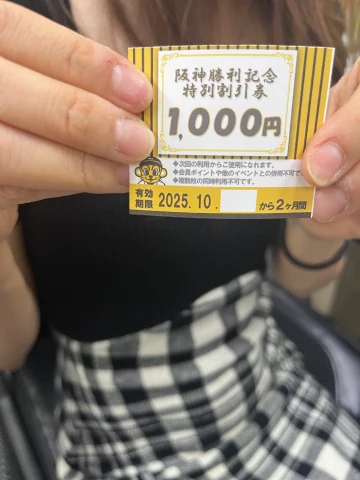 阪神勝利記念
特別割引券
1,000円
◆次回の利用からご使用になれます。
◆会員ポイントや他のイベントとの併用不可で
◆複数枚の同時利用不可です。
有効期限 2025.10. から2ヶ月間